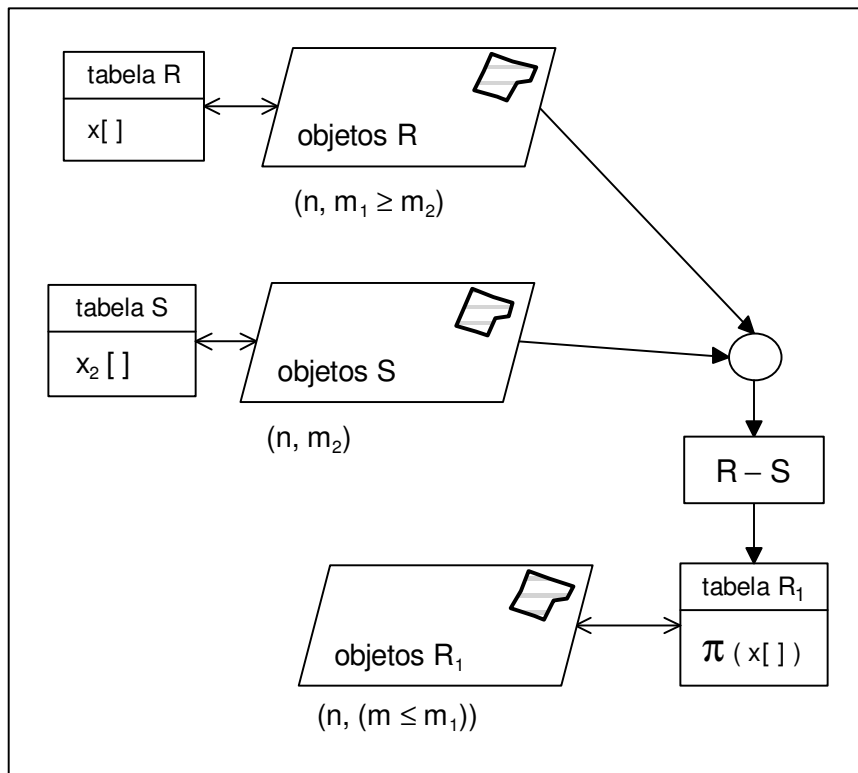 tabela R
x[ ]
objetos R
(n, m₁ ≥ m₂)
tabela S
x₂ [ ]
objetos S
(n, m₂)
R – S
tabela R₁
π ( x[ ] )
objetos R₁
(n, (m ≤ m₁))